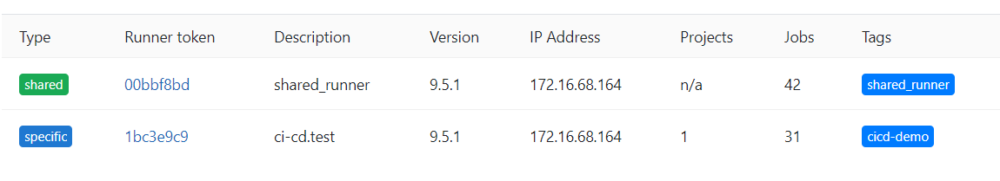 Type Runner token Description Version IP Address Projects Jobs Tags
shared 00bbf8bd shared_runner 9.5.1 172.16.68.164 n/a 42 shared_runner
specific 1bc3e9c9 ci-cd.test 9.5.1 172.16.68.164 1 31 cicd-demo